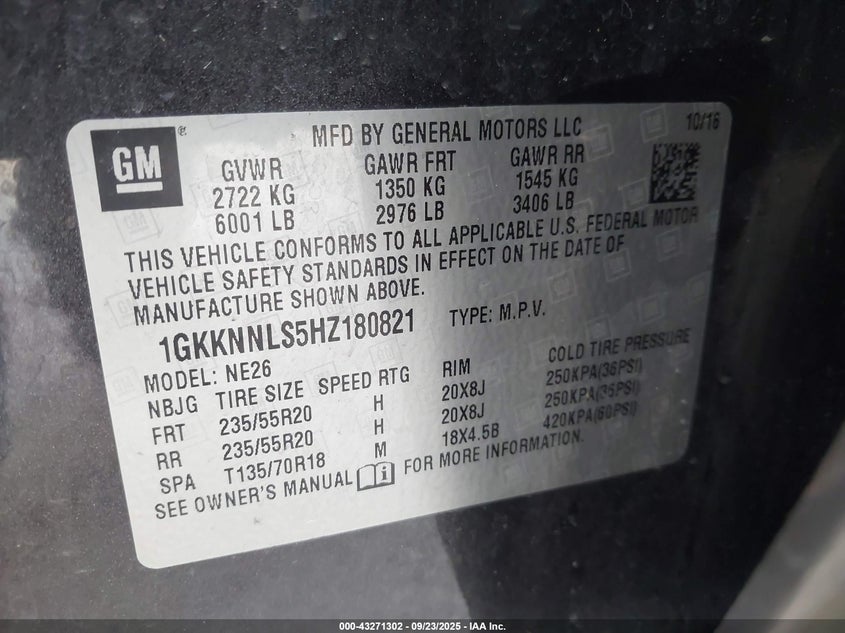 GM ®
MFD BY GENERAL MOTORS LLC
10/16
GVWR GAWR FRT GAWR RR
2722 KG 1350 KG 1545 KG
6001 LB 2976 LB 3406 LB
THIS VEHICLE CONFORMS TO ALL APPLICABLE U.S. FEDERAL MOTOR
VEHICLE SAFETY STANDARDS IN EFFECT ON THE DATE OF
MANUFACTURE SHOWN ABOVE.
1GKKNNLS5HZ180821 TYPE: M.P.V.
MODEL: NE26
NBJG TIRE SIZE SPEED RTG RIM COLD TIRE PRESSURE
FRT 235/55R20 H 20X8J 250KPA(36PSI)
RR 235/55R20 H 20X8J 250KPA(36PSI)
SPA T135/70R18 M 18X4.5B 420KPA(60PSI)
SEE OWNER'S MANUAL FOR MORE INFORMATION.
000-43271302 - 09/23/2025 - IAA Inc.